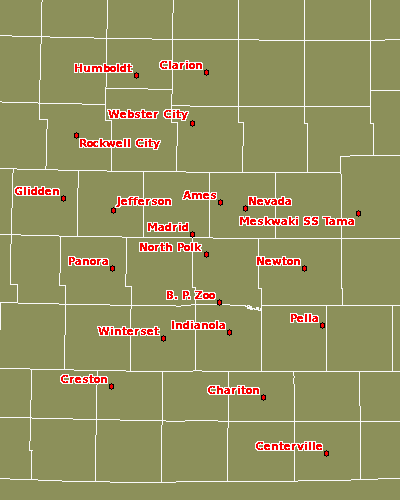 Clarion
Humboldt
Webster City
Rockwell City
Glidden
Ames
Jefferson
Nevada
Meskwaki SS Tama
Madrid
North Polk
Panora
Newton
B. P. Zoo
Pella
Indianola
Winterset
Creston
Chariton
Centerville